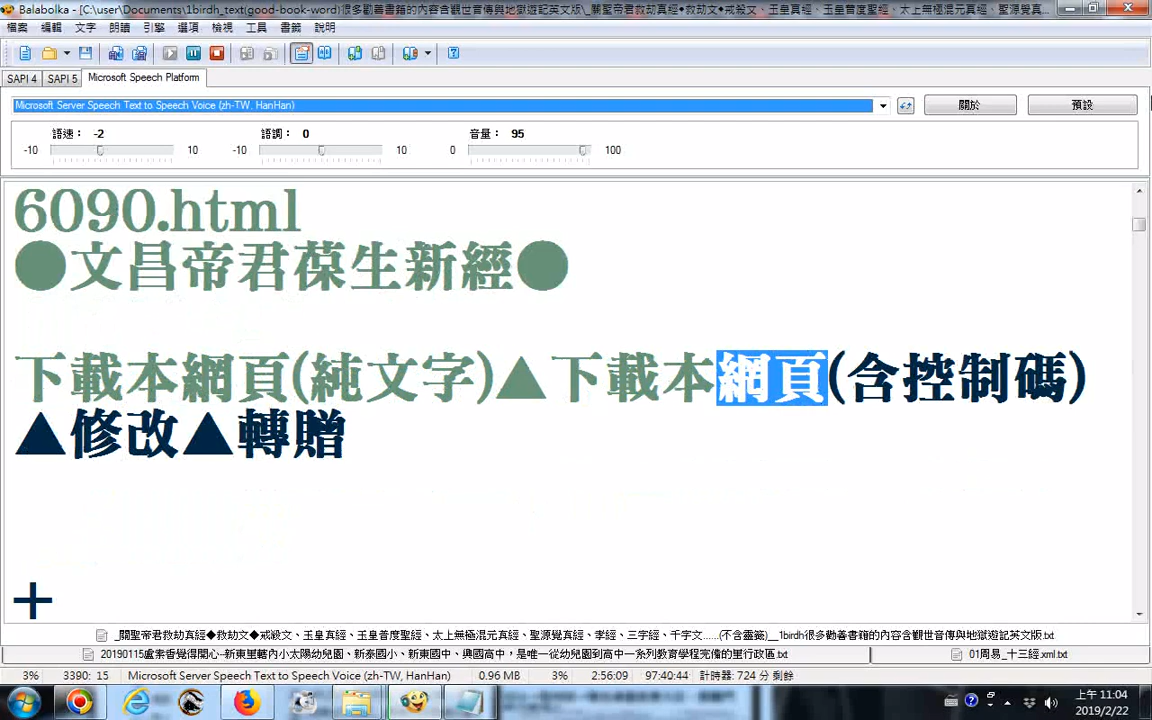 Balabolka - [C:\user\Documents\1birdh_text(good-book-word)很多勸善書籍的內容含觀世音傳與地獄遊記英文版\_關聖帝君救劫真經◆救劫文◆戒殺文、玉皇真經、玉皇普度聖經、太上無極混元真經、聖源覺真...
檔案 編輯 文字 朗讀 引擎 選項 檢視 工具 書籤 說明
SAPI 4 SAPI 5 Microsoft Speech Platform
Microsoft Server Speech Text to Speech Voice (zh-TW, HanHan)
關於 預設
語速： -2 語調： 0 音量： 95
-10 10 -10 10 0 100
6090.html
●文昌帝君葆生新經●
下載本網頁(純文字)▲下載本網頁(含控制碼)
▲修改▲轉贈
＋
_關聖帝君救劫真經◆救劫文◆戒殺文、玉皇真經、玉皇普度聖經、太上無極混元真經、聖源覺真經、孝經、三字經、千字文......(不含靈籤)__1birdh很多勸善書籍的內容含觀世音傳與地獄遊記英文版.txt
20190115盧素香覺得開心--新東里轄內小太陽幼兒園、新泰國小、新東國中、興國高中，是唯一從幼兒園到高中一系列教育學程完備的里行政區.txt
01周易_十三經.xml.txt
3% 3390: 15 Microsoft Server Speech Text to Speech Voice (zh-TW, HanHan) 0.96 MB 3% 2:56:09 97:40:44 計時器: 724 分 剩餘
上午 11:04
2019/2/22